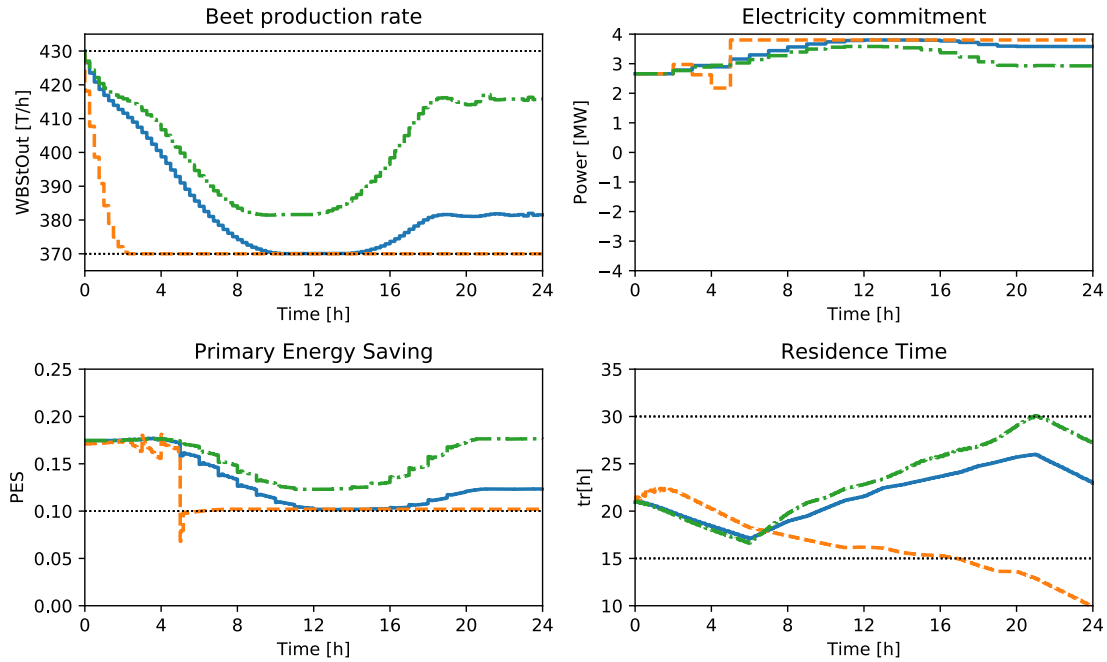 Beet production rate
WBStOut [T/h]
430
420
410
400
390
380
370
0 4 8 12 16 20 24
Time [h]
Electricity commitment
Power [MW]
4
3
2
1
0
−1
−2
−3
−4
0 4 8 12 16 20 24
Time [h]
Primary Energy Saving
PES
0.25
0.20
0.15
0.10
0.05
0.00
0 4 8 12 16 20 24
Time [h]
Residence Time
tr[h]
35
30
25
20
15
10
0 4 8 12 16 20 24
Time [h]